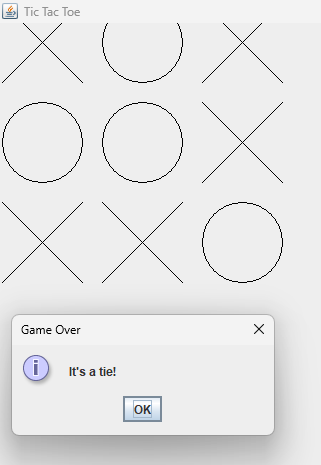 Tic Tac Toe
Game Over
It's a tie!
OK